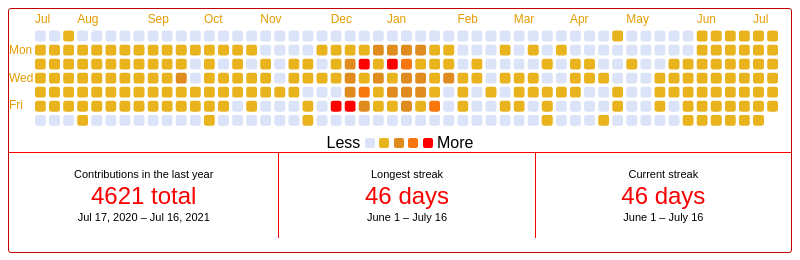 Jul Aug Sep Oct Nov Dec Jan Feb Mar Apr May Jun Jul
Mon
Wed
Fri
Less More
Contributions in the last year
4621 total
Jul 17, 2020 – Jul 16, 2021
Longest streak
46 days
June 1 – July 16
Current streak
46 days
June 1 – July 16